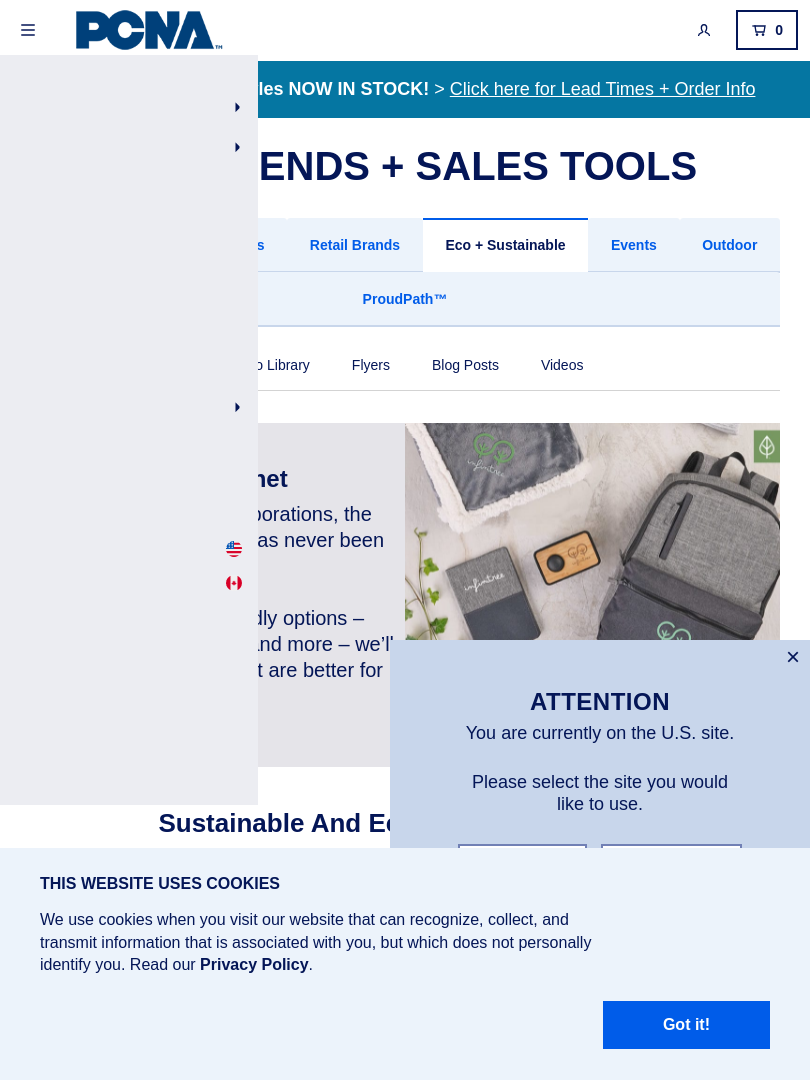 PCNA™
0
les NOW IN STOCK! > Click here for Lead Times + Order Info
ENDS + SALES TOOLS
s
Retail Brands
Eco + Sustainable
Events
Outdoor
ProudPath™
o Library
Flyers
Blog Posts
Videos
net
porations, the
as never been
dly options –
and more – we'll
t are better for
infinitree
infinitree
ATTENTION
You are currently on the U.S. site.
Please select the site you would
like to use.
Sustainable And Ec
THIS WEBSITE USES COOKIES
We use cookies when you visit our website that can recognize, collect, and
transmit information that is associated with you, but which does not personally
identify you. Read our Privacy Policy.
Got it!